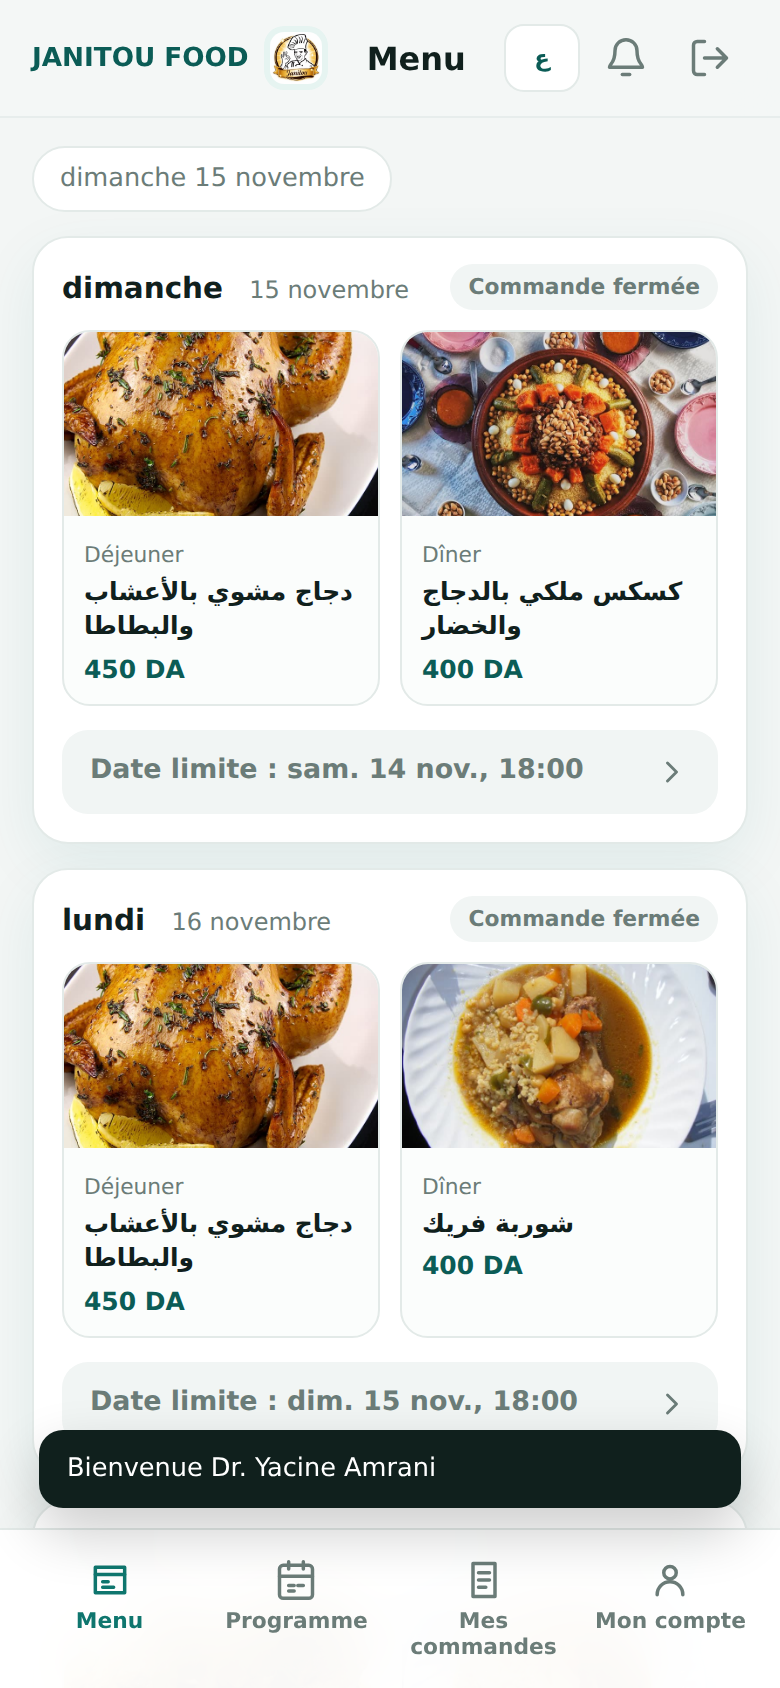 JANITOU FOOD
Janitou
Menu
ع
dimanche 15 novembre
dimanche 15 novembre
Commande fermée
Déjeuner
دجاج مشوي بالأعشاب
والبطاطا
450 DA
Dîner
كسكس ملكي بالدجاج
والخضار
400 DA
Date limite : sam. 14 nov., 18:00
lundi 16 novembre
Commande fermée
Déjeuner
دجاج مشوي بالأعشاب
والبطاطا
450 DA
Dîner
شوربة فريك
400 DA
Date limite : dim. 15 nov., 18:00
Bienvenue Dr. Yacine Amrani
Menu
Programme
Mes
commandes
Mon compte